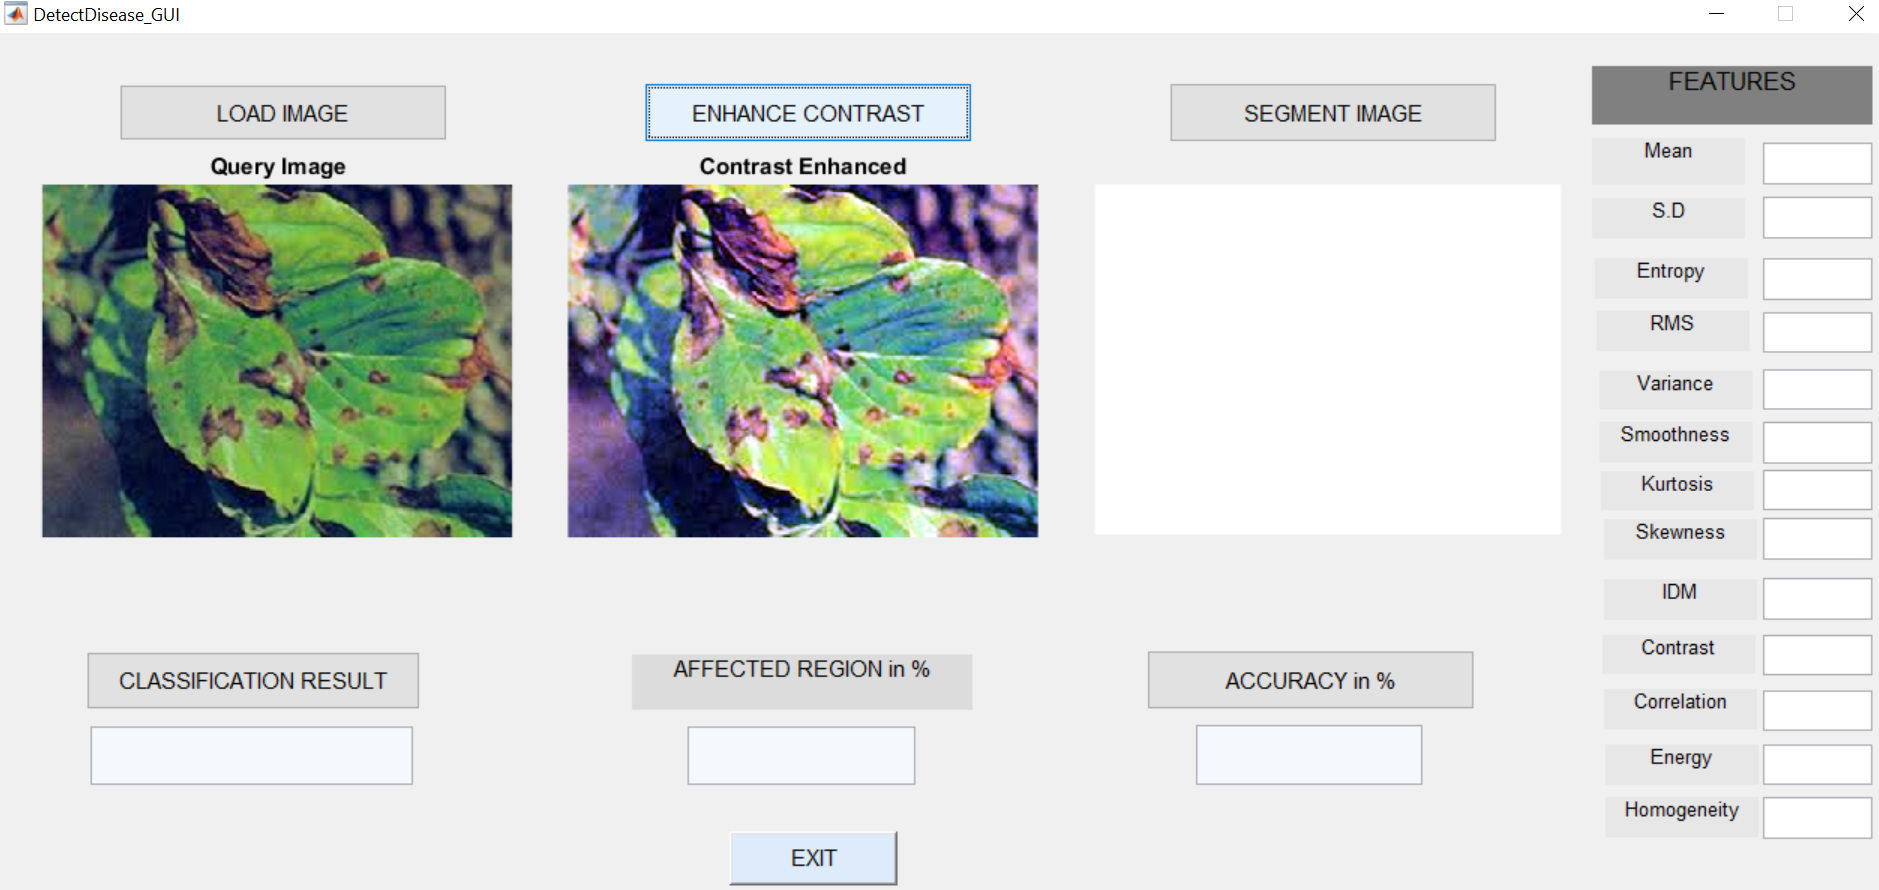 DetectDisease_GUI
LOAD IMAGE
ENHANCE CONTRAST
SEGMENT IMAGE
Query Image
Contrast Enhanced
FEATURES
Mean
S.D
Entropy
RMS
Variance
Smoothness
Kurtosis
Skewness
IDM
Contrast
Correlation
Energy
Homogeneity
CLASSIFICATION RESULT
AFFECTED REGION in %
ACCURACY in %
EXIT